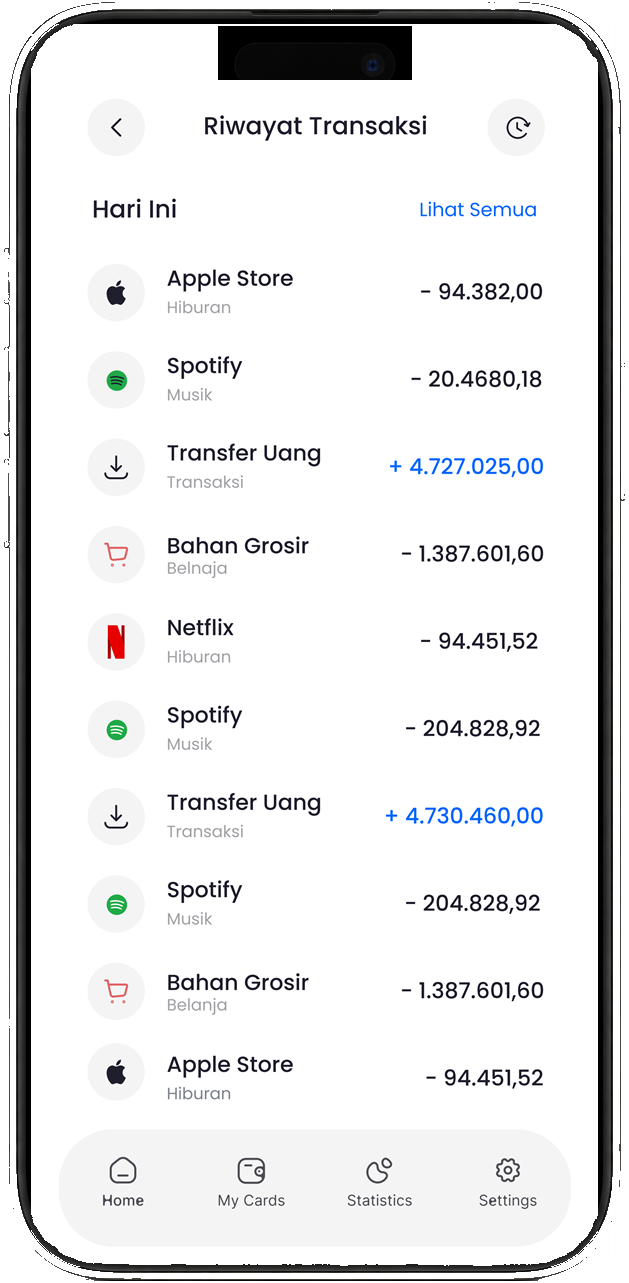 Riwayat Transaksi
Hari Ini
Lihat Semua
Apple Store
Hiburan
- 94.382,00
Spotify
Musik
- 20.4680,18
Transfer Uang
Transaksi
+ 4.727.025,00
Bahan Grosir
Belnaja
- 1.387.601,60
Netflix
Hiburan
- 94.451,52
Spotify
Musik
- 204.828,92
Transfer Uang
Transaksi
+ 4.730.460,00
Spotify
Musik
- 204.828,92
Bahan Grosir
Belanja
- 1.387.601,60
Apple Store
Hiburan
- 94.451,52
Home
My Cards
Statistics
Settings